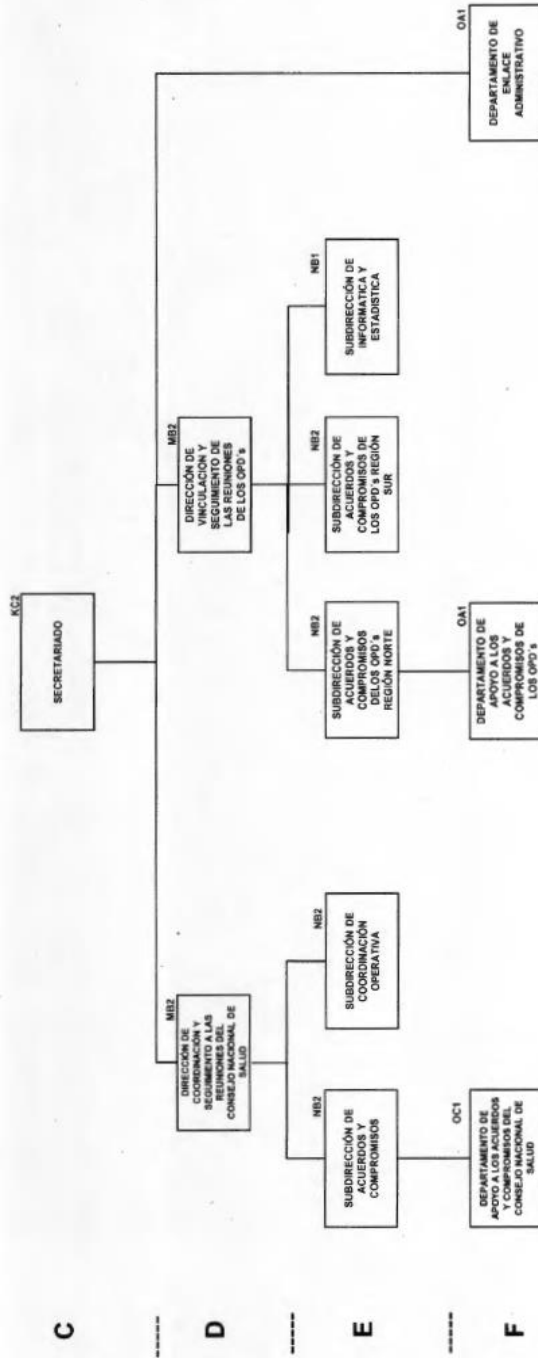 C
KC2
SECRETARIADO
D
MB2
DIRECCIÓN DE
COORDINACIÓN Y
SEGUIMIENTO A LAS
REUNIONES DEL
CONSEJO NACIONAL DE
SALUD
MB2
DIRECCIÓN DE
VINCULACION Y
SEGUIMIENTO DE
LAS REUNIONES
DE LOS OPD's
E
NB2
SUBDIRECCIÓN DE
ACUERDOS Y
COMPROMISOS
NB2
SUBDIRECCIÓN DE
COORDINACIÓN
OPERATIVA
NB2
SUBDIRECCIÓN DE
ACUERDOS Y
COMPROMISOS
DELOS OPD's
REGIÓN NORTE
NB2
SUBDIRECCIÓN DE
ACUERDOS Y
COMPROMISOS DE
LOS OPD's REGIÓN
SUR
NB1
SUBDIRECCIÓN DE
INFORMATICA Y
ESTADISTICA
F
OC1
DEPARTAMENTO DE
APOYO A LOS ACUERDOS
Y COMPROMISOS DEL
CONSEJO NACIONAL DE
SALUD
OA1
DEPARTAMENTO DE
APOYO A LOS
ACUERDOS Y
COMPROMISOS DE
LOS OPD's
OA1
DEPARTAMENTO DE
ENLACE
ADMINISTRATIVO